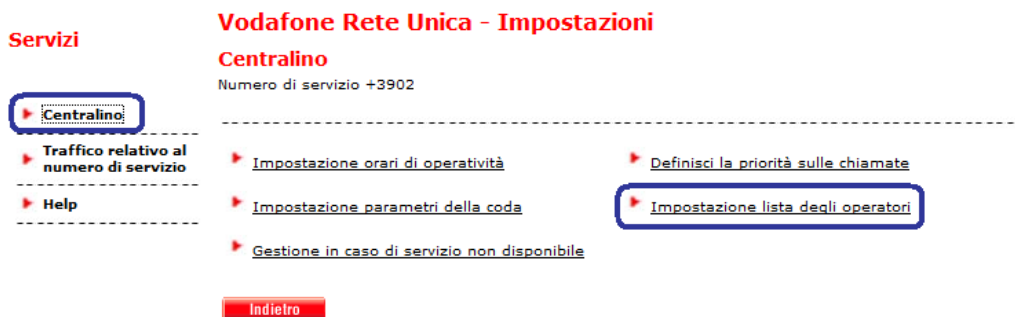 Servizi
Centralino
Traffico relativo al
numero di servizio
Help
Vodafone Rete Unica - Impostazioni
Centralino
Numero di servizio +3902
Impostazione orari di operatività
Definisci la priorità sulle chiamate
Impostazione parametri della coda
Impostazione lista degli operatori
Gestione in caso di servizio non disponibile
Indietro